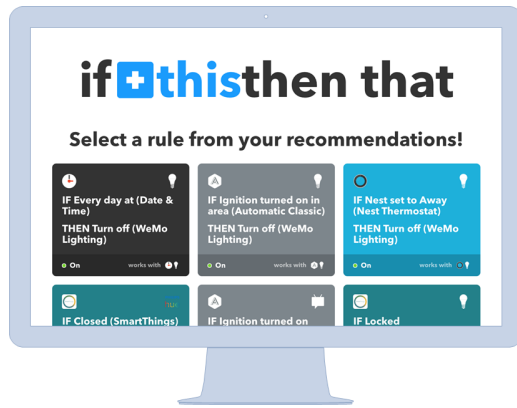 if this then that
Select a rule from your recommendations!
IF Every day at (Date &
Time)
THEN Turn off (WeMo
Lighting)
On works with
IF Ignition turned on in
area (Automatic Classic)
THEN Turn off (WeMo
Lighting)
On works with
IF Nest set to Away
(Nest Thermostat)
THEN Turn off (WeMo
Lighting)
On works with
IF Closed (SmartThings)
IF Ignition turned on
IF Locked